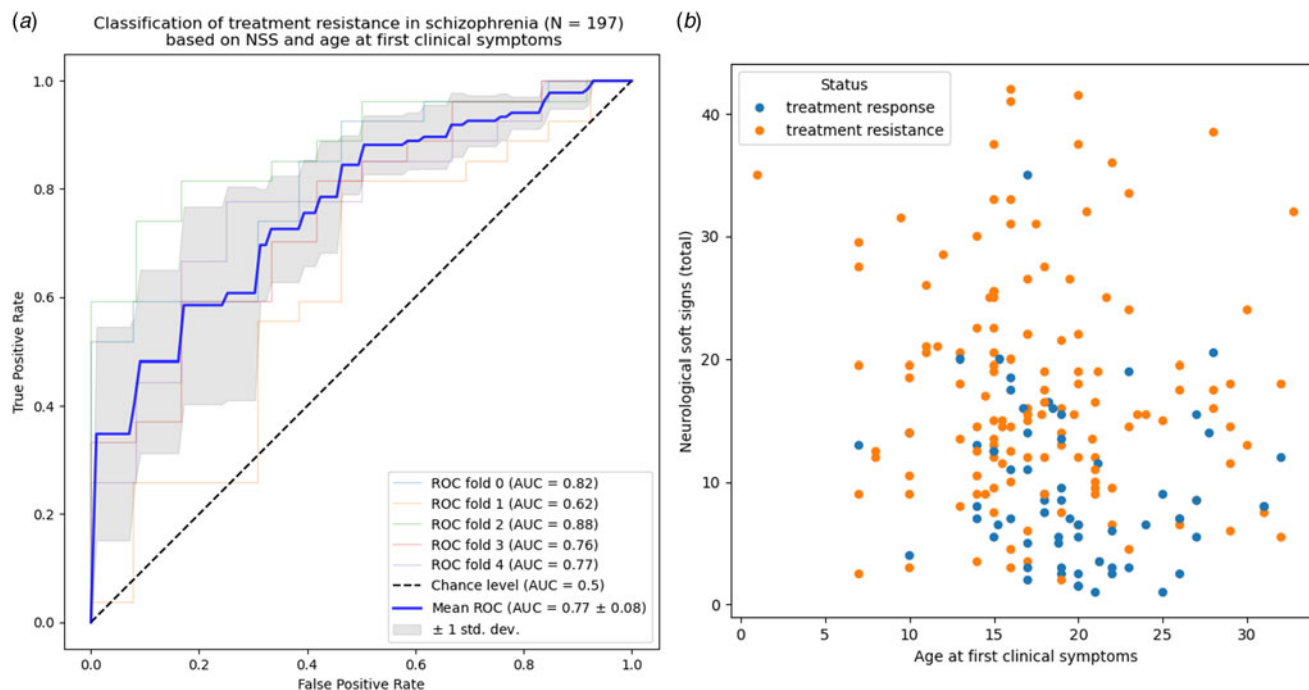 (a)
Classification of treatment resistance in schizophrenia (N = 197)
based on NSS and age at first clinical symptoms
True Positive Rate
1.0
0.8
0.6
0.4
0.2
0.0
ROC fold 0 (AUC = 0.82)
ROC fold 1 (AUC = 0.62)
ROC fold 2 (AUC = 0.88)
ROC fold 3 (AUC = 0.76)
ROC fold 4 (AUC = 0.77)
Chance level (AUC = 0.5)
Mean ROC (AUC = 0.77 ± 0.08)
± 1 std. dev.
0.0 0.2 0.4 0.6 0.8 1.0
False Positive Rate
(b)
Status
treatment response
treatment resistance
Neurological soft signs (total)
40
30
20
10
0
0 5 10 15 20 25 30
Age at first clinical symptoms